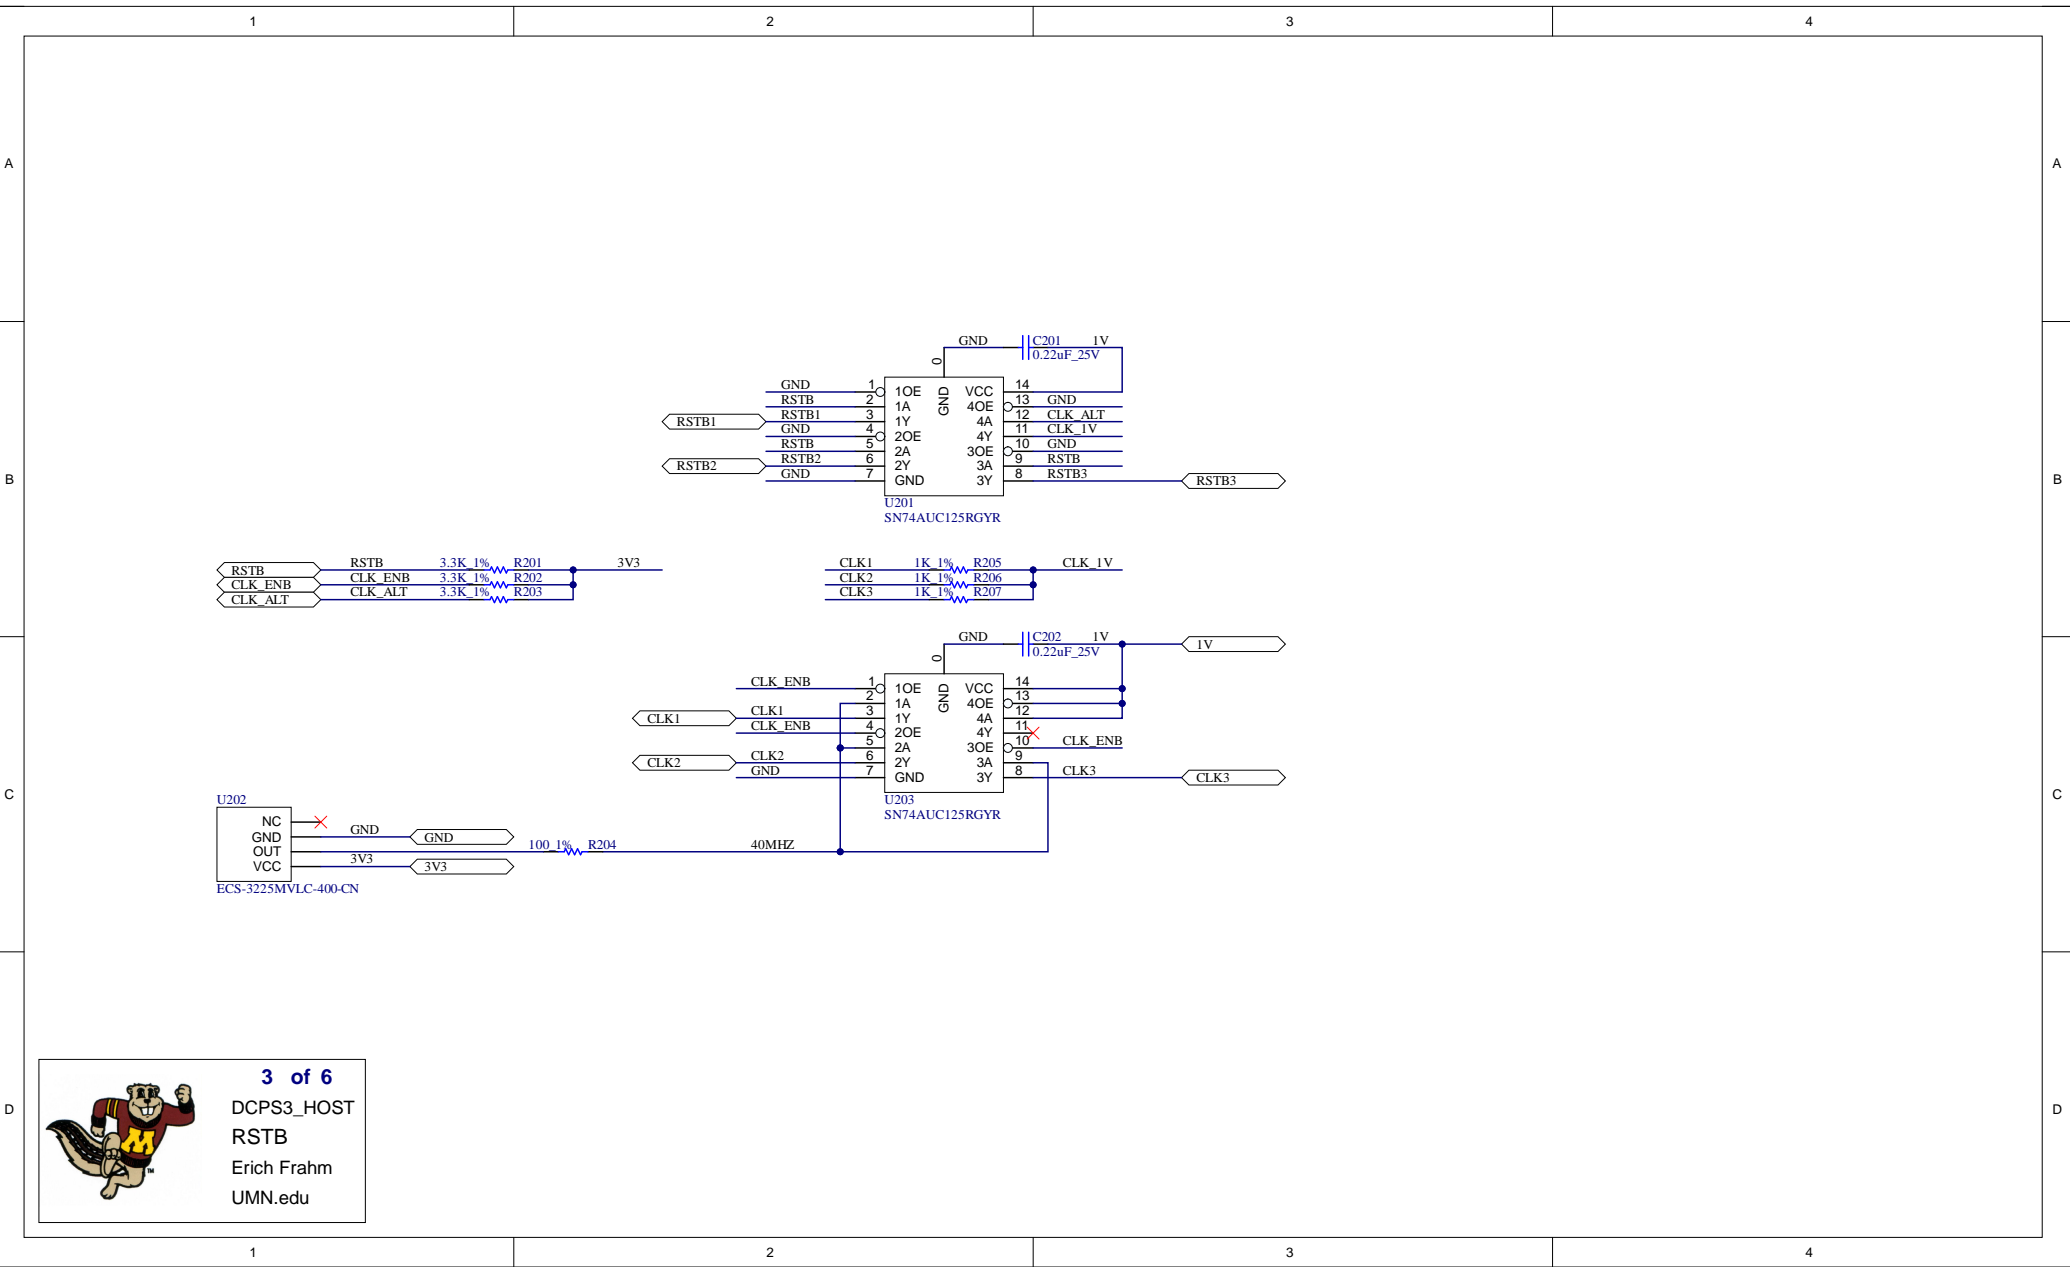 1 2 3 4
A A
GND C201 1V
0.22uF_25V
0
GND 1 1OE GND VCC 14
RSTB 2 1A 4OE 13 GND
RSTB1 RSTB1 3 1Y 4A 12 CLK_ALT
GND 4 2OE 4Y 11 CLK_1V
RSTB 5 2A 3OE 10 GND
RSTB2 RSTB2 6 2Y 3A 9 RSTB
GND 7 GND 3Y 8 RSTB3 RSTB3
B B
U201
SN74AUC125RGYR
RSTB RSTB 3.3K_1% R201 3V3
CLK_ENB CLK_ENB 3.3K_1% R202
CLK_ALT CLK_ALT 3.3K_1% R203
CLK1 1K_1% R205 CLK_1V
CLK2 1K_1% R206
CLK3 1K_1% R207
GND C202 1V 1V
0.22uF_25V
0
CLK_ENB 1 1OE GND VCC 14
2 1A 4OE 13
CLK1 CLK1 3 1Y 4A 12
CLK_ENB 4 2OE 4Y 11
5 2A 3OE 10 CLK_ENB
CLK2 CLK2 6 2Y 3A 9
GND 7 GND 3Y 8 CLK3 CLK3
C C
U203
SN74AUC125RGYR
U202
NC
GND GND GND
OUT 100_1% R204 40MHZ
VCC 3V3 3V3
ECS-3225MVLC-400-CN
3 of 6
DCPS3_HOST
RSTB
Erich Frahm
UMN.edu
M
TM
D D
1 2 3 4